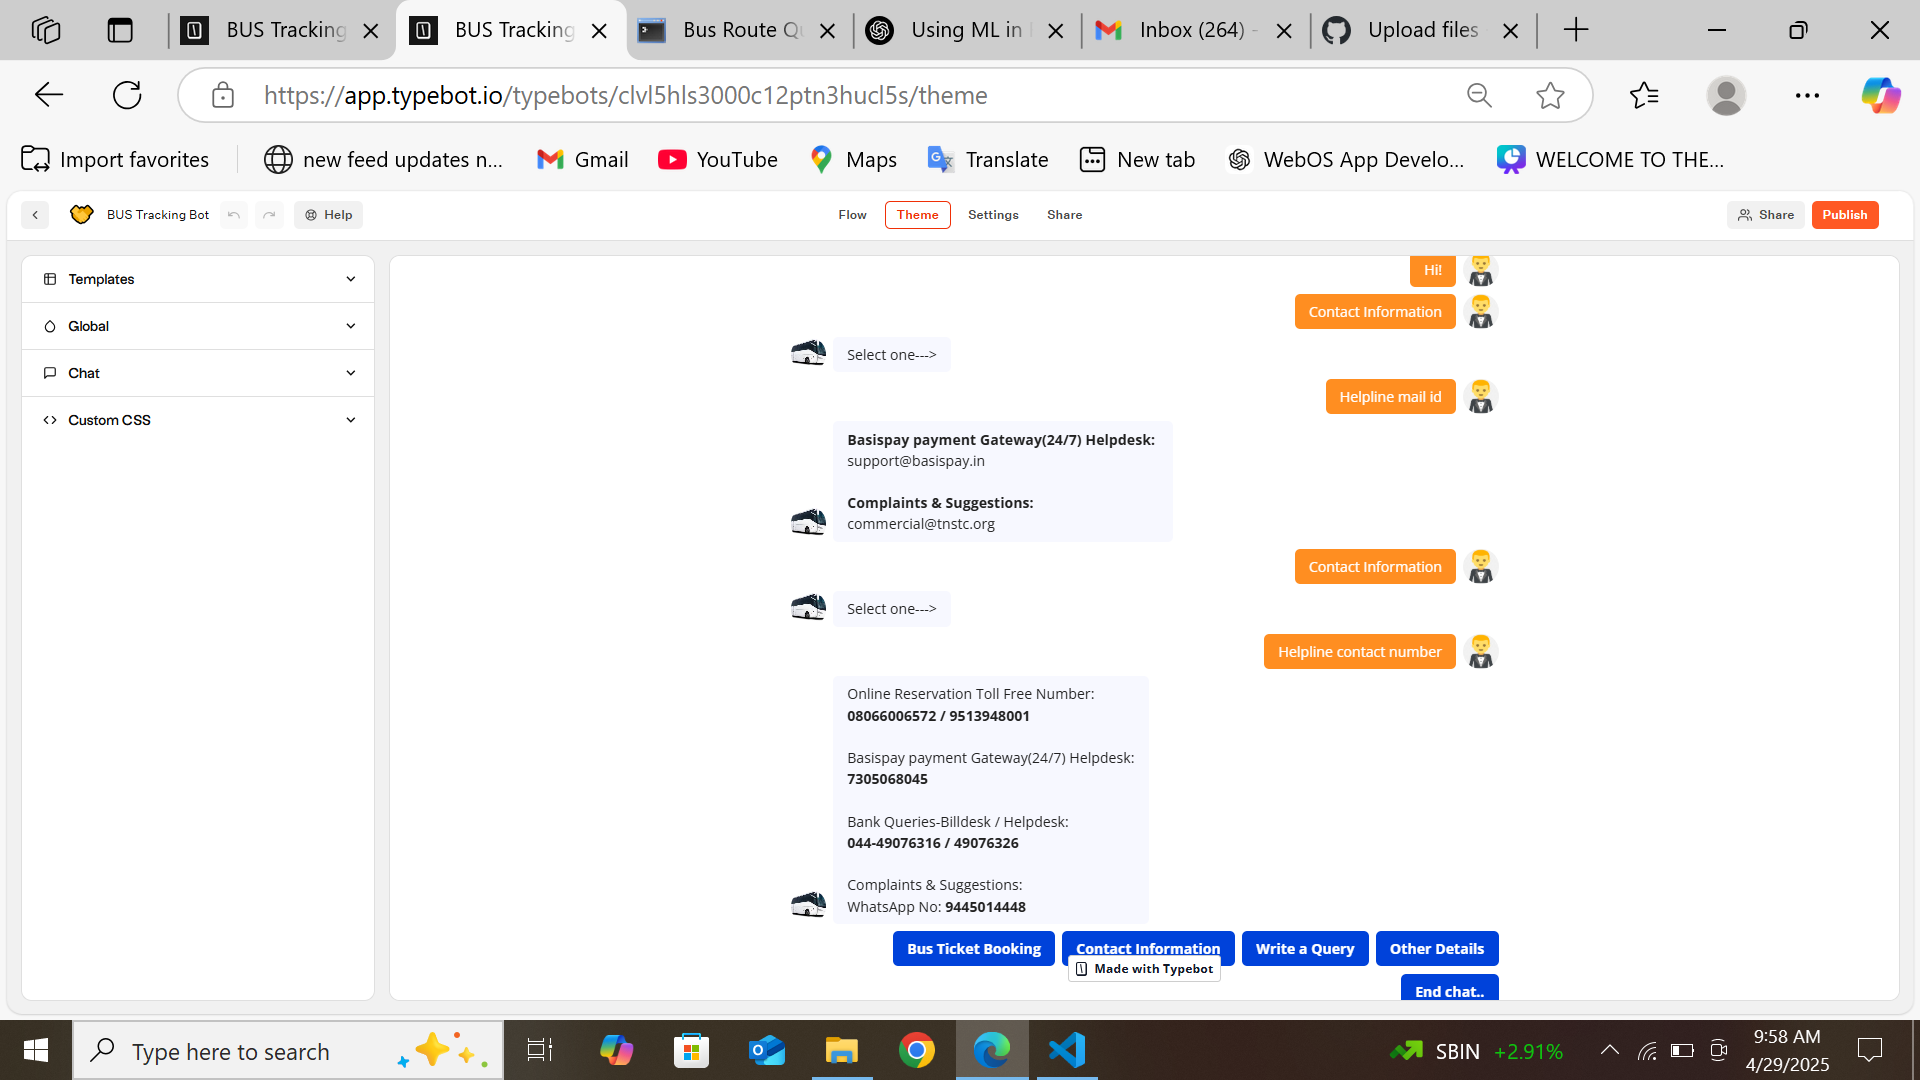 BUS Tracking
BUS Tracking
Bus Route Qu
Using ML in
Inbox (264) -
Upload files
https://app.typebot.io/typebots/clvl5hls3000c12ptn3hucl5s/theme
Import favorites
new feed updates n...
Gmail
YouTube
Maps
Translate
New tab
WebOS App Develo...
WELCOME TO THE...
BUS Tracking Bot
Help
Flow
Theme
Settings
Share
Share
Publish
Templates
Global
Chat
Custom CSS
Hi!
Contact Information
Select one--->
Helpline mail id
Basispay payment Gateway(24/7) Helpdesk:
support@basispay.in
Complaints & Suggestions:
commercial@tnstc.org
Contact Information
Select one--->
Helpline contact number
Online Reservation Toll Free Number:
08066006572 / 9513948001
Basispay payment Gateway(24/7) Helpdesk:
7305068045
Bank Queries-Billdesk / Helpdesk:
044-49076316 / 49076326
Complaints & Suggestions:
WhatsApp No: 9445014448
Bus Ticket Booking
Contact Information
Write a Query
Other Details
Made with Typebot
End chat..
Type here to search
SBIN +2.91%
9:58 AM
4/29/2025